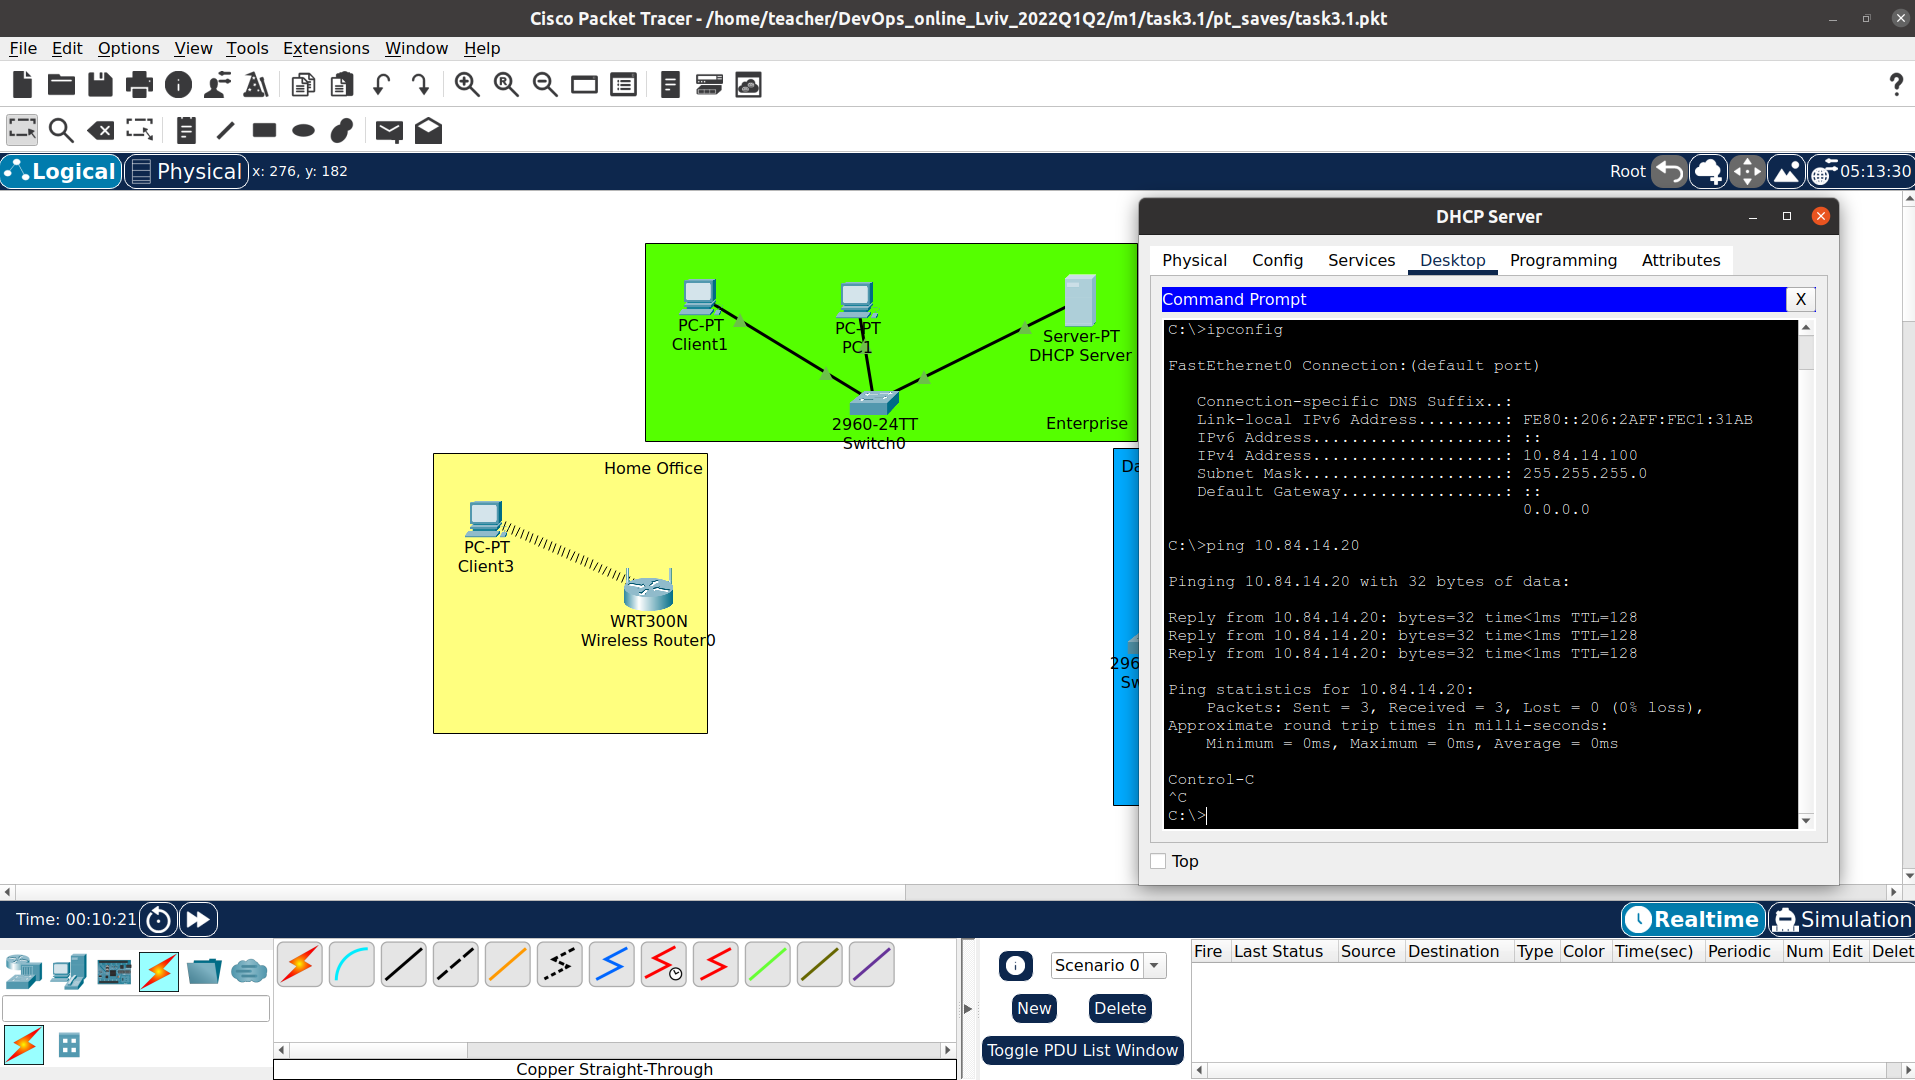 Cisco Packet Tracer - /home/teacher/DevOps_online_Lviv_2022Q1Q2/m1/task3.1/pt_saves/task3.1.pkt
File Edit Options View Tools Extensions Window Help
Logical Physical x: 276, y: 182
Root 05:13:30
PC-PT
Client1
PC-PT
PC1
Server-PT
DHCP Server
2960-24TT
Switch0
Enterprise
Home Office
PC-PT
Client3
WRT300N
Wireless Router0
Da
296
Sw
DHCP Server
Physical Config Services Desktop Programming Attributes
Command Prompt X
C:\>ipconfig
FastEthernet0 Connection:(default port)
Connection-specific DNS Suffix..:
Link-local IPv6 Address.........: FE80::206:2AFF:FEC1:31AB
IPv6 Address....................: ::
IPv4 Address....................: 10.84.14.100
Subnet Mask.....................: 255.255.255.0
Default Gateway.................: ::
0.0.0.0
C:\>ping 10.84.14.20
Pinging 10.84.14.20 with 32 bytes of data:
Reply from 10.84.14.20: bytes=32 time<1ms TTL=128
Reply from 10.84.14.20: bytes=32 time<1ms TTL=128
Reply from 10.84.14.20: bytes=32 time<1ms TTL=128
Ping statistics for 10.84.14.20:
Packets: Sent = 3, Received = 3, Lost = 0 (0% loss),
Approximate round trip times in milli-seconds:
Minimum = 0ms, Maximum = 0ms, Average = 0ms
Control-C
^C
C:\>
Top
Time: 00:10:21
Realtime Simulation
Scenario 0
New Delete
Toggle PDU List Window
Fire Last Status Source Destination Type Color Time(sec) Periodic Num Edit Delet
Copper Straight-Through